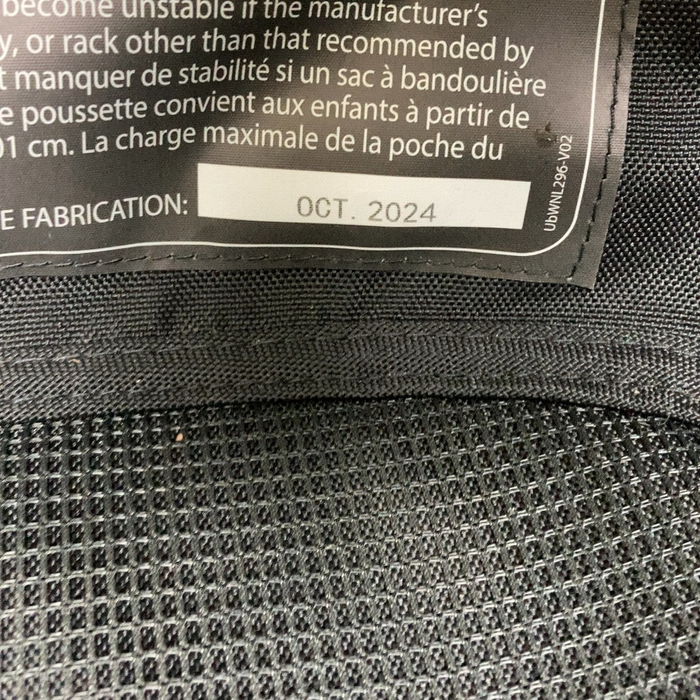 become unstable if the manufacturer's
y, or rack other than that recommended by
t manquer de stabilité si un sac à bandoulière
e poussette convient aux enfants à partir de
01 cm. La charge maximale de la poche du
E FABRICATION: OCT. 2024
UbWNL296-V02